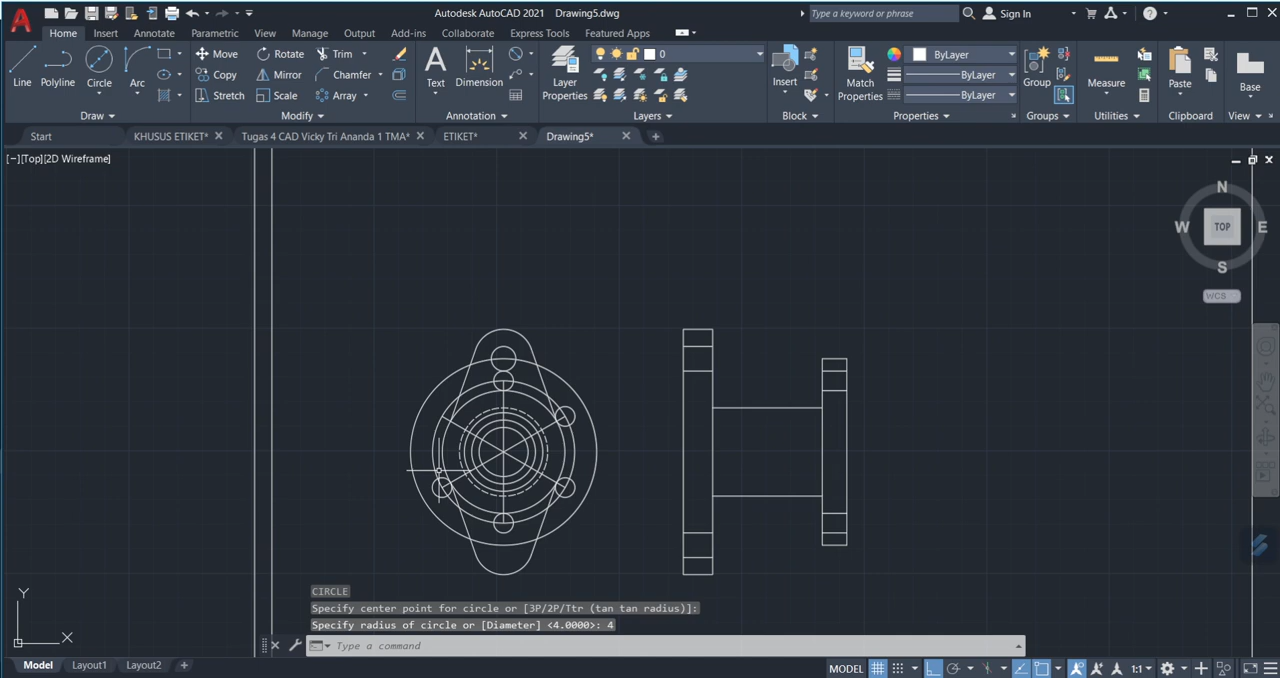 Autodesk AutoCAD 2021 Drawing5.dwg
Type a keyword or phrase
Sign In
Home Insert Annotate Parametric View Manage Output Add-ins Collaborate Express Tools Featured Apps
Line Polyline Circle Arc
Move Rotate Trim
Copy Mirror Chamfer
Stretch Scale Array
Text Dimension
Layer Properties
0
Insert
Match Properties
ByLayer
ByLayer
ByLayer
Group
Measure
Paste
Base
Draw Modify Annotation Layers Block Properties Groups Utilities Clipboard View
Start KHUSUS ETIKET* Tugas 4 CAD Vicky Tri Ananda 1 TMA* ETIKET* Drawing5*
[−][Top][2D Wireframe]
N
W TOP E
S
WCS
CIRCLE
Specify center point for circle or [3P/2P/Ttr (tan tan radius)]:
Specify radius of circle or [Diameter] <4.0000>: 4
Y
X
Type a command
Model Layout1 Layout2
MODEL 1:1